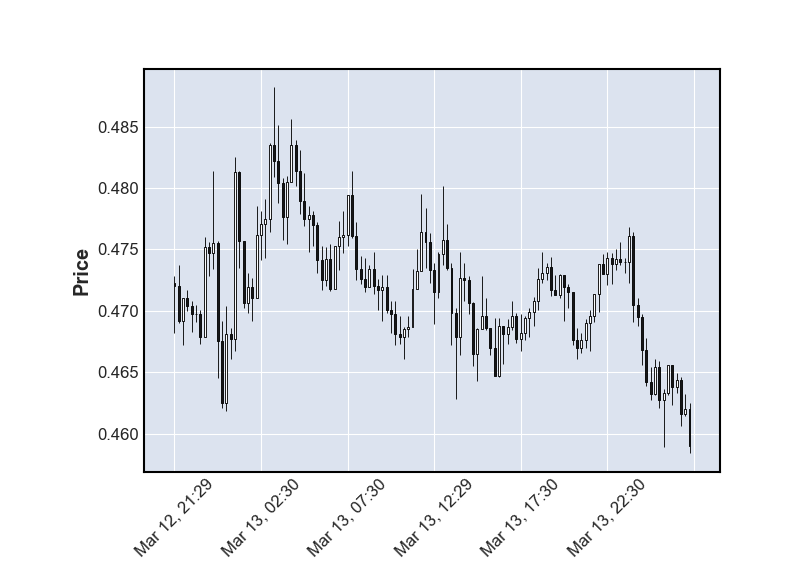 0.485
0.480
0.475
0.470
0.465
0.460
Price
Mar 12, 21:29
Mar 13, 02:30
Mar 13, 07:30
Mar 13, 12:29
Mar 13, 17:30
Mar 13, 22:30